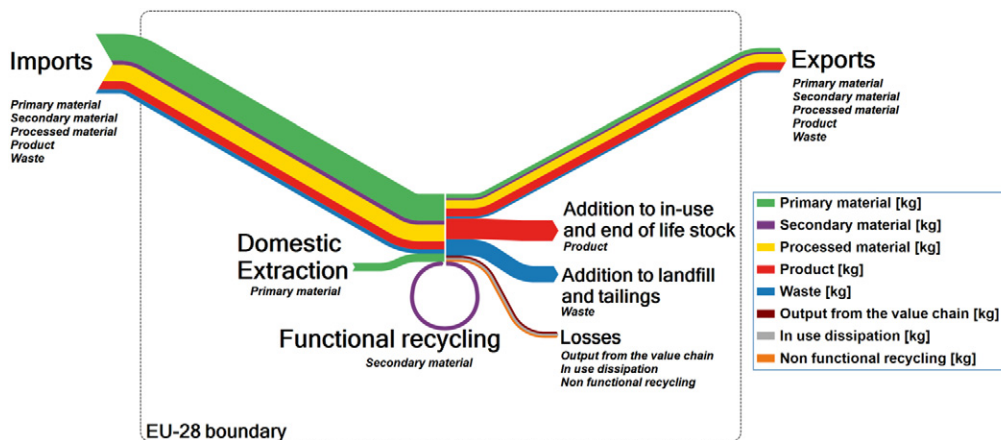 Imports
Primary material
Secondary material
Processed material
Product
Waste
Exports
Primary material
Secondary material
Processed material
Product
Waste
Primary material [kg]
Secondary material [kg]
Processed material [kg]
Product [kg]
Waste [kg]
Output from the value chain [kg]
In use dissipation [kg]
Non functional recycling [kg]
Addition to in-use
and end of life stock
Product
Domestic
Extraction
Primary material
Addition to landfill
and tailings
Waste
Functional recycling
Secondary material
Losses
Output from the value chain
In use dissipation
Non functional recycling
EU-28 boundary